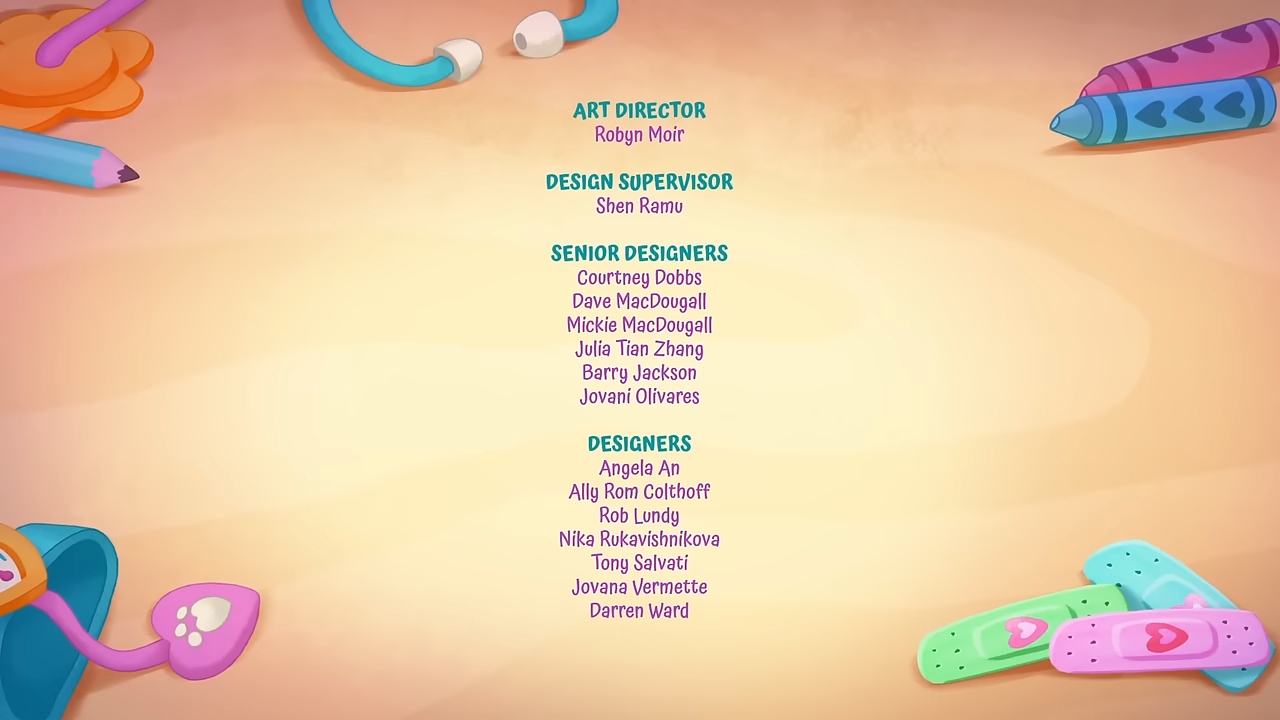 ART DIRECTOR
Robyn Moir
DESIGN SUPERVISOR
Shen Ramu
SENIOR DESIGNERS
Courtney Dobbs
Dave MacDougall
Mickie MacDougall
Julia Tian Zhang
Barry Jackson
Jovani Olivares
DESIGNERS
Angela An
Ally Rom Colthoff
Rob Lundy
Nika Rukavishnikova
Tony Salvati
Jovana Vermette
Darren Ward